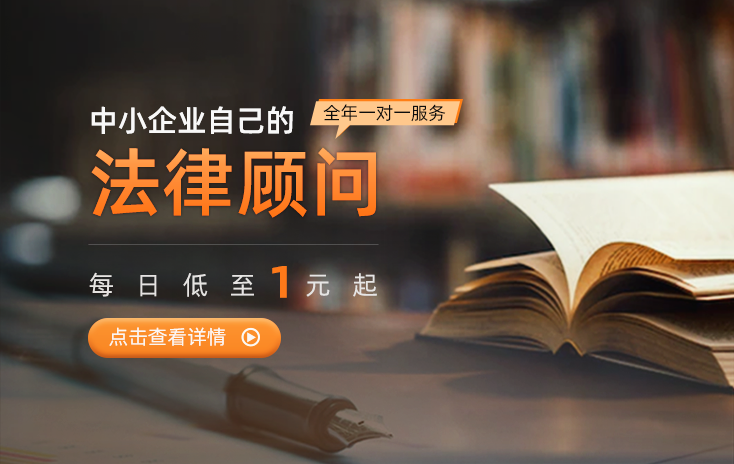 中小企业自己的
全年一对一服务
法律顾问
每日低至1元起
点击查看详情